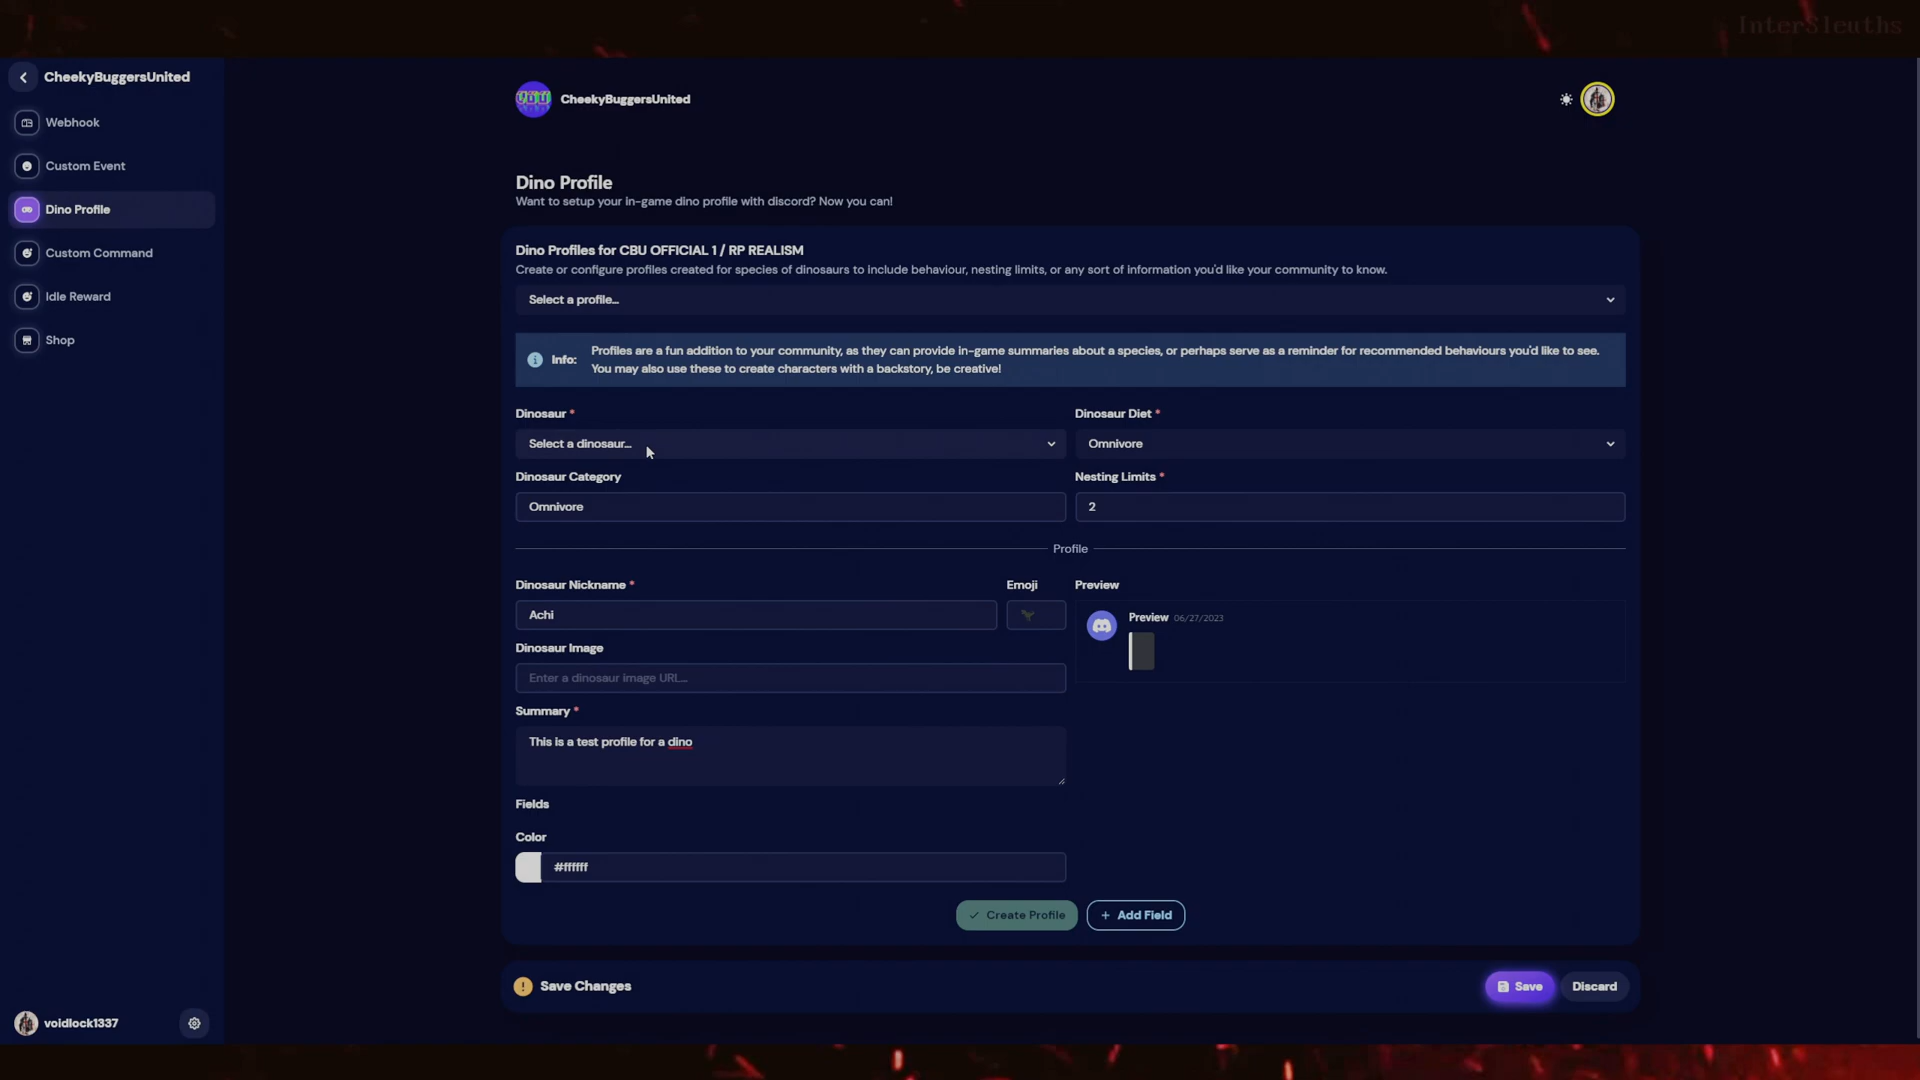 InterSleuths
CheekyBuggersUnited
Webhook
Custom Event
Dino Profile
Custom Command
Idle Reward
Shop
voidlock1337
CBU
CheekyBuggersUnited
Dino Profile
Want to setup your in-game dino profile with discord? Now you can!
Dino Profiles for CBU OFFICIAL 1 / RP REALISM
Create or configure profiles created for species of dinosaurs to include behaviour, nesting limits, or any sort of information you'd like your community to know.
Select a profile...
Info:
Profiles are a fun addition to your community, as they can provide in-game summaries about a species, or perhaps serve as a reminder for recommended behaviours you'd like to see.
You may also use these to create characters with a backstory, be creative!
Dinosaur *
Select a dinosaur...
Dinosaur Diet *
Omnivore
Dinosaur Category
Omnivore
Nesting Limits *
2
Profile
Dinosaur Nickname *
Achi
Emoji
Preview
Preview 06/27/2023
Dinosaur Image
Enter a dinosaur image URL...
Summary *
This is a test profile for a dino
Fields
Color
#ffffff
Create Profile
+ Add Field
! Save Changes
Save
Discard